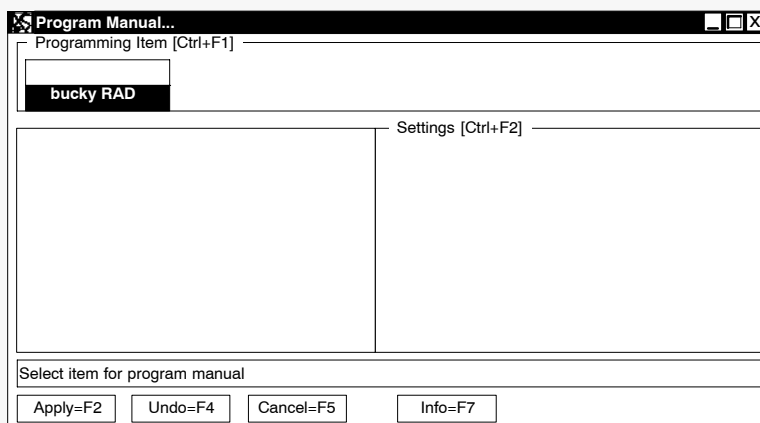 Program Manual...
Programming Item [Ctrl+F1]
bucky RAD
Settings [Ctrl+F2]
Select item for program manual
Apply=F2 Undo=F4 Cancel=F5 Info=F7